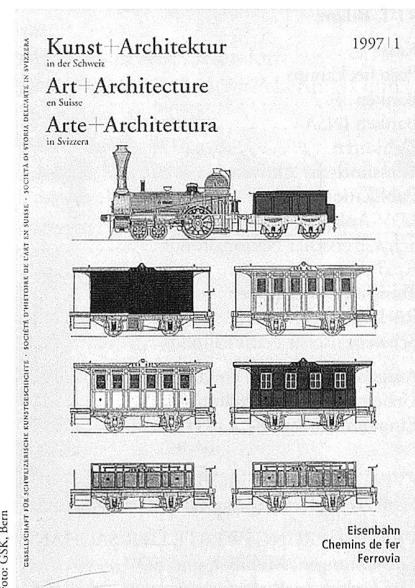 Kunst+Architektur
in der Schweiz
1997|1
Art+Architecture
en Suisse
Arte+Architettura
in Svizzera
GESELLSCHAFT FÜR SCHWEIZERISCHE KUNSTGESCHICHTE · SOCIÉTÉ D'HISTOIRE DE L'ART EN SUISSE · SOCIETÀ DI STORIA DELL'ARTE IN SVIZZERA
Eisenbahn
Chemins de fer
Ferrovia
GSK, Bern